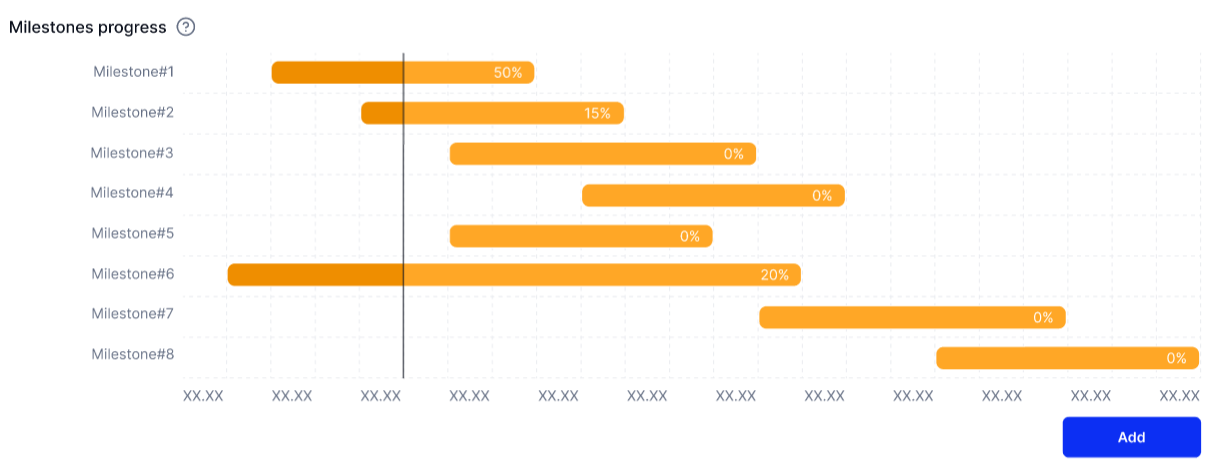 Milestones progress ?
Milestone#1 50%
Milestone#2 15%
Milestone#3 0%
Milestone#4 0%
Milestone#5 0%
Milestone#6 20%
Milestone#7 0%
Milestone#8 0%
XX.XX XX.XX XX.XX XX.XX XX.XX XX.XX XX.XX XX.XX XX.XX XX.XX XX.XX XX.XX
Add